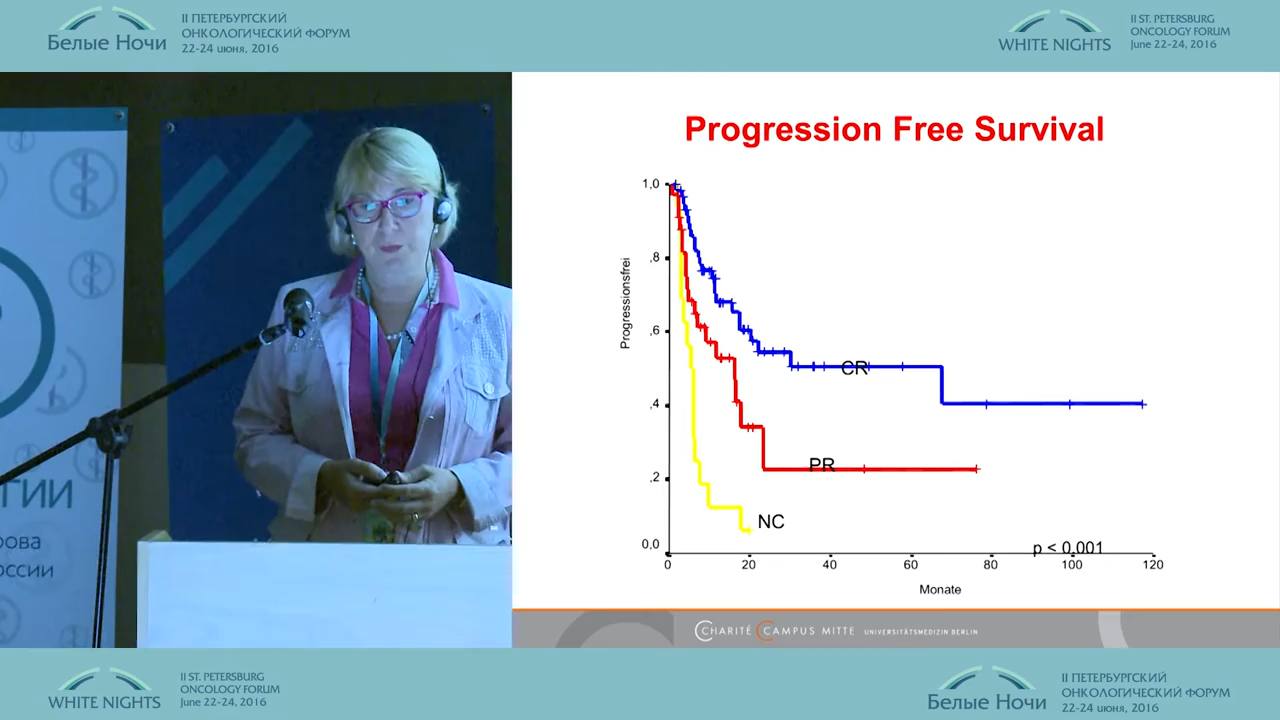 II ПЕТЕРБУРГСКИЙ
ОНКОЛОГИЧЕСКИЙ ФОРУМ
Белые Ночи
22-24 июня, 2016
II ST. PETERSBURG
ONCOLOGY FORUM
WHITE NIGHTS
June 22-24, 2016
ГИИ
рова
оссии
Progression Free Survival
Progressionsfrei
1,0
,8
,6
,4
,2
0,0
CR
PR
NC
p < 0,001
0 20 40 60 80 100 120
Monate
CHARITÉ CAMPUS MITTE UNIVERSITÄTSMEDIZIN BERLIN
II ST. PETERSBURG
ONCOLOGY FORUM
WHITE NIGHTS
June 22-24, 2016
II ПЕТЕРБУРГСКИЙ
ОНКОЛОГИЧЕСКИЙ ФОРУМ
Белые Ночи
22-24 июня, 2016